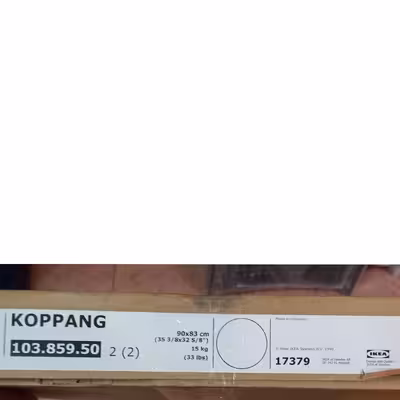 KOPPANG
103.859.50 2 (2)
90x83 cm
(35 3/8x32 5/8")
15 kg
(33 lbs)
17379
IKEA